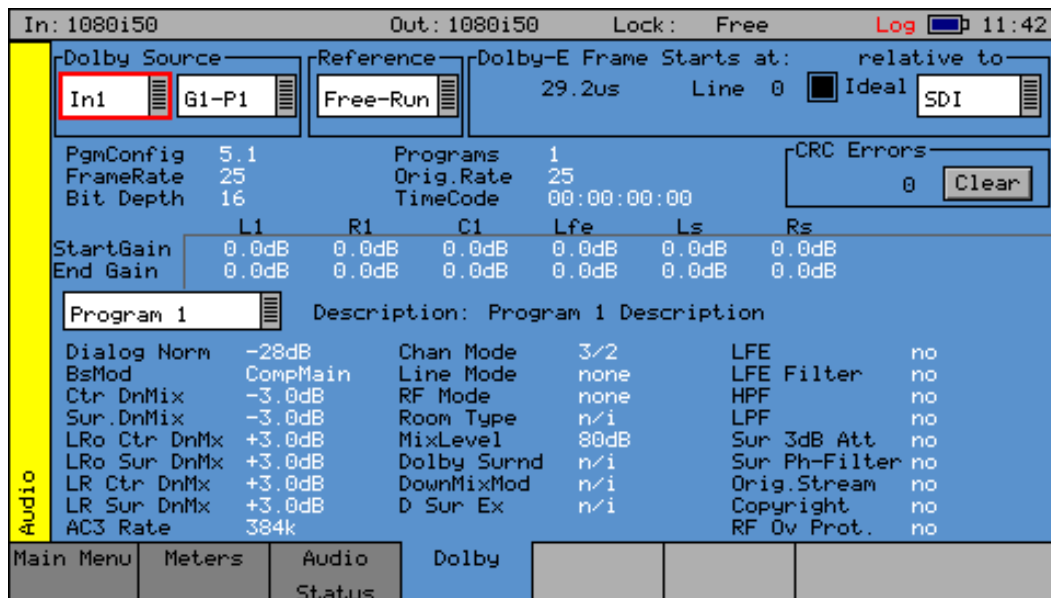 In: 1080i50 Out: 1080i50 Lock: Free Log 11:42
Dolby Source Reference Dolby-E Frame Starts at: relative to
In1 G1-P1 Free-Run 29.2us Line 0 Ideal SDI
PgmConfig 5.1 Programs 1 CRC Errors
FrameRate 25 Orig.Rate 25 0 Clear
Bit Depth 16 TimeCode 00:00:00:00
L1 R1 C1 Lfe Ls Rs
StartGain 0.0dB 0.0dB 0.0dB 0.0dB 0.0dB 0.0dB
End Gain 0.0dB 0.0dB 0.0dB 0.0dB 0.0dB 0.0dB
Program 1 Description: Program 1 Description
Dialog Norm -28dB Chan Mode 3/2 LFE no
BsMod CompMain Line Mode none LFE Filter no
Ctr DnMix -3.0dB RF Mode none HPF no
Sur.DnMix -3.0dB Room Type n/i LPF no
LRo Ctr DnMx +3.0dB MixLevel 80dB Sur 3dB Att no
LRo Sur DnMx +3.0dB Dolby Surnd n/i Sur Ph-Filter no
LR Ctr DnMx +3.0dB DownMixMod n/i Orig.Stream no
LR Sur DnMx +3.0dB D Sur Ex n/i Copyright no
AC3 Rate 384k RF Ov Prot. no
Audio
Main Menu Meters Audio Status Dolby